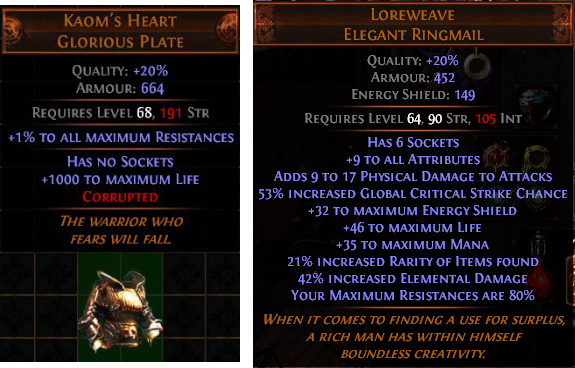 Kaom's Heart
Glorious Plate
Quality: +20%
Armour: 664
Requires Level 68, 191 Str
+1% to all maximum Resistances
Has no Sockets
+1000 to maximum Life
Corrupted
The warrior who
fears will fall.
Loreweave
Elegant Ringmail
Quality: +20%
Armour: 452
Energy Shield: 149
Requires Level 64, 90 Str, 105 Int
Has 6 Sockets
+9 to all Attributes
Adds 9 to 17 Physical Damage to Attacks
53% increased Global Critical Strike Chance
+32 to maximum Energy Shield
+46 to maximum Life
+35 to maximum Mana
21% increased Rarity of Items found
42% increased Elemental Damage
Your Maximum Resistances are 80%
When it comes to finding a use for surplus,
a rich man has within himself
boundless creativity.